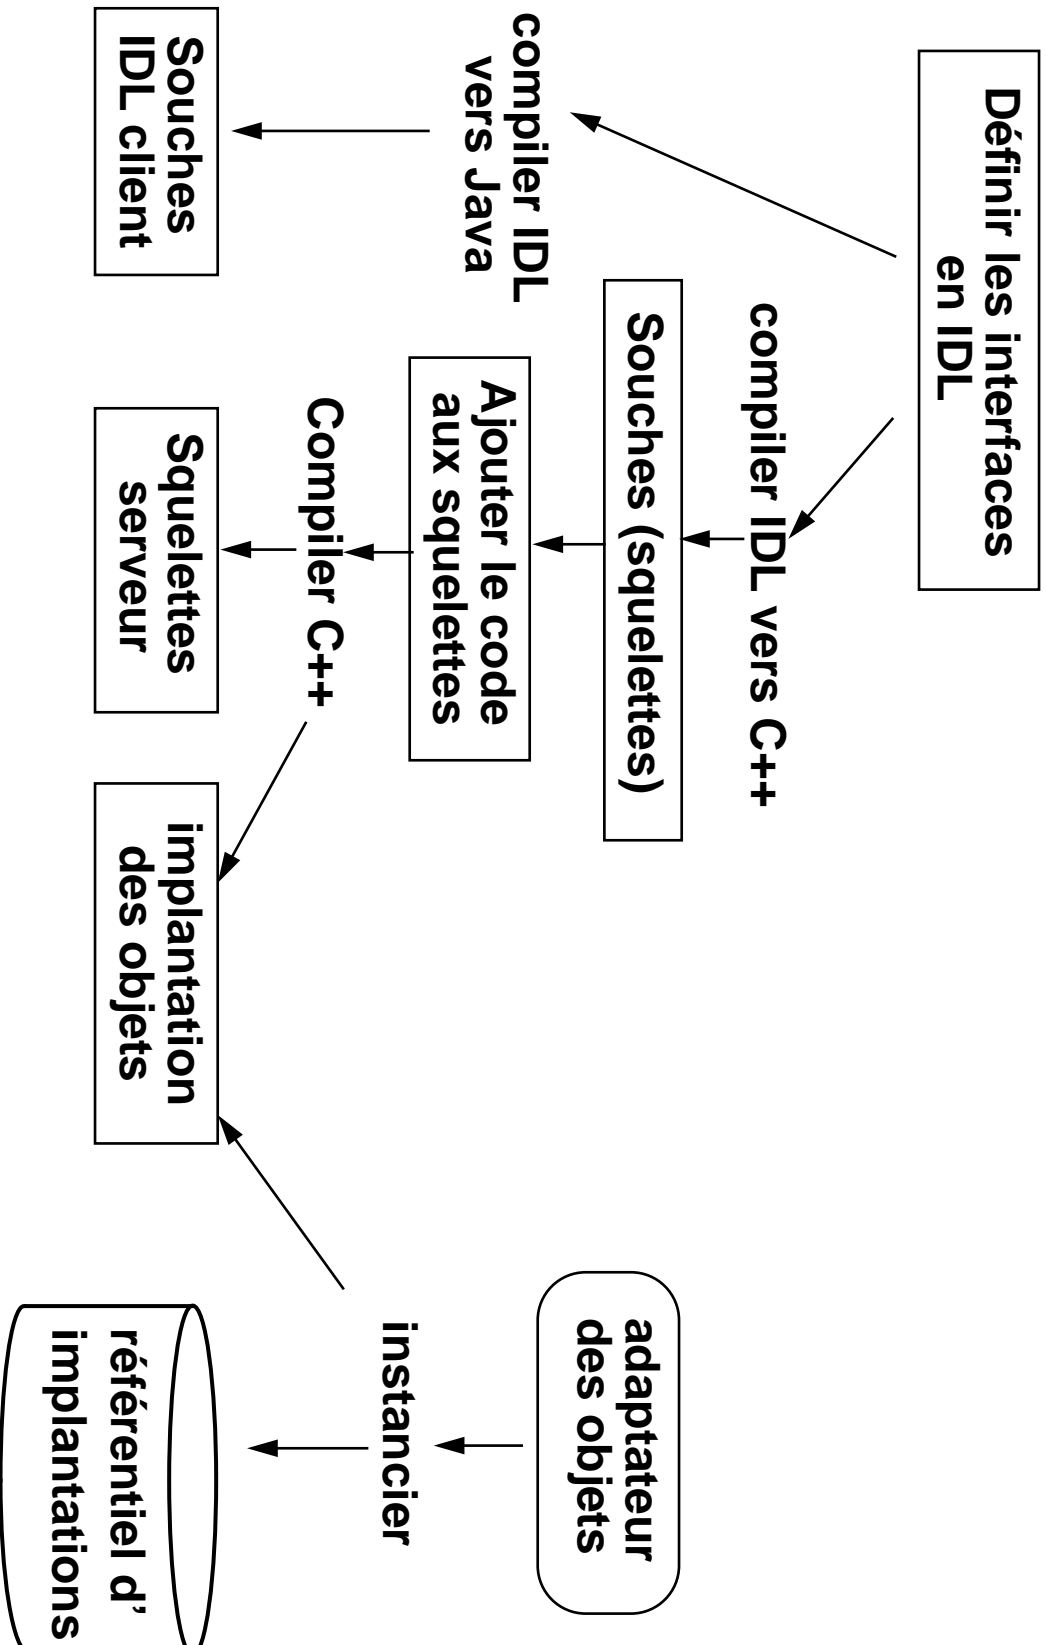 Définir les interfaces
en IDL
compiler IDL vers C++
Souches (squelettes)
compiler IDL
vers Java
Ajouter le code
aux squelettes
adaptateur
des objets
Compiler C++
instancier
Souches
IDL client
Squelettes
serveur
implantation
des objets
référentiel d’
implantations